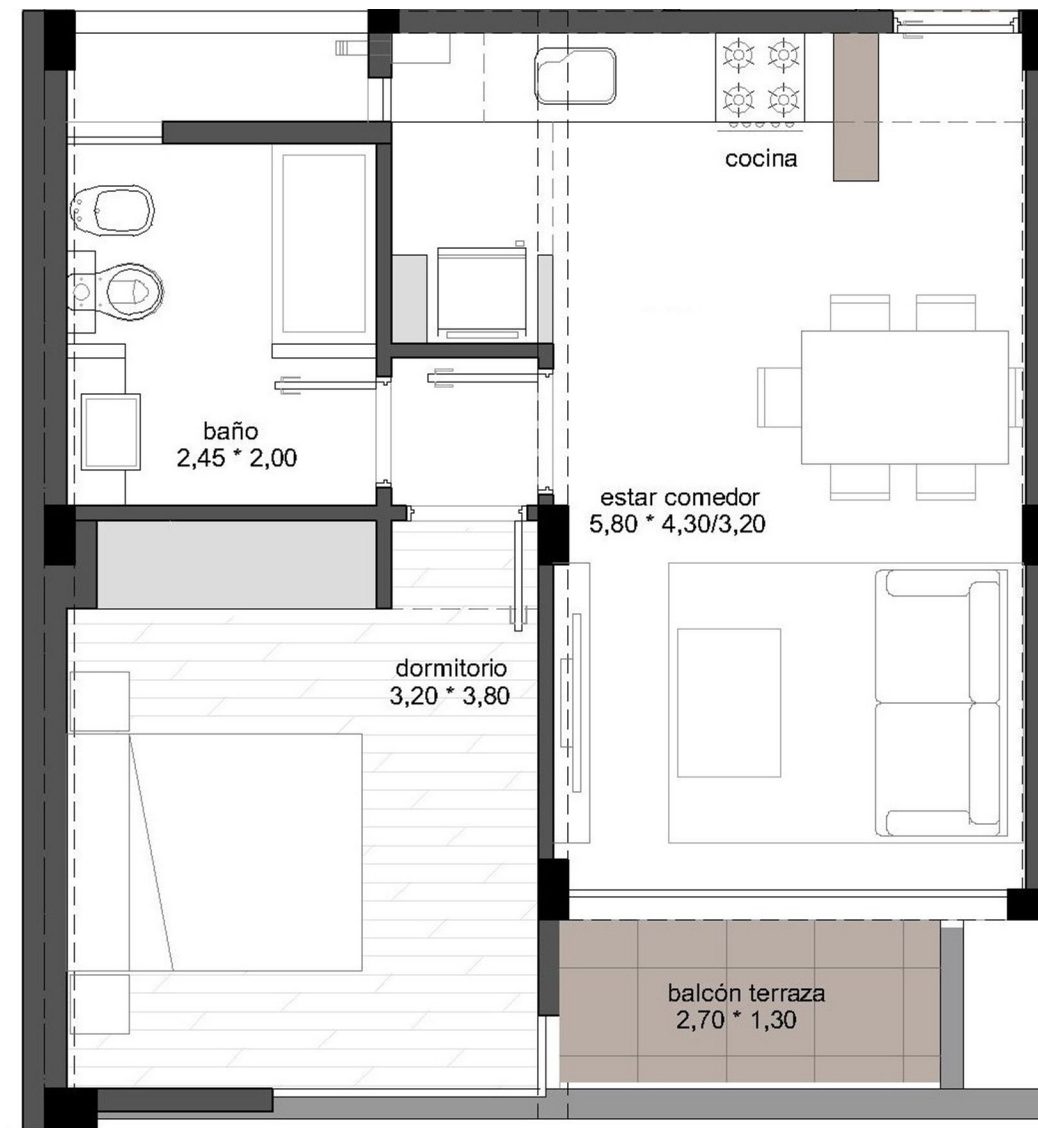 cocina
baño
2,45 * 2,00
estar comedor
5,80 * 4,30/3,20
dormitorio
3,20 * 3,80
balcón terraza
2,70 * 1,30